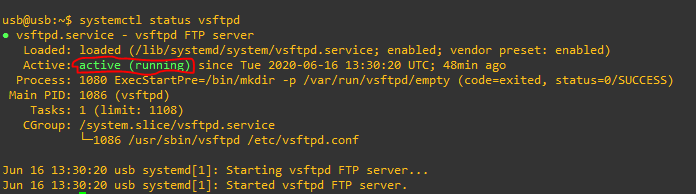 usb@usb:~$ systemctl status vsftpd
● vsftpd.service - vsftpd FTP server
Loaded: loaded (/lib/systemd/system/vsftpd.service; enabled; vendor preset: enabled)
Active: active (running) since Tue 2020-06-16 13:30:20 UTC; 48min ago
Process: 1080 ExecStartPre=/bin/mkdir -p /var/run/vsftpd/empty (code=exited, status=0/SUCCESS)
Main PID: 1086 (vsftpd)
Tasks: 1 (limit: 1108)
CGroup: /system.slice/vsftpd.service
└─1086 /usr/sbin/vsftpd /etc/vsftpd.conf
Jun 16 13:30:20 usb systemd[1]: Starting vsftpd FTP server...
Jun 16 13:30:20 usb systemd[1]: Started vsftpd FTP server.